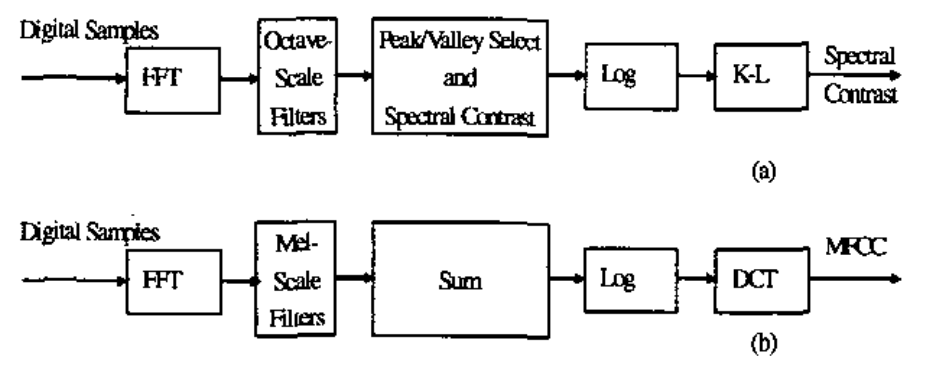 Digital Samples
FFT
Octave-
Scale
Filters
Peak/Valley Select
and
Spectral Contrast
Log
K-L
Spectral
Contrast
(a)
Digital Samples
FFT
Mel-
Scale
Filters
Sum
Log
DCT
MFCC
(b)